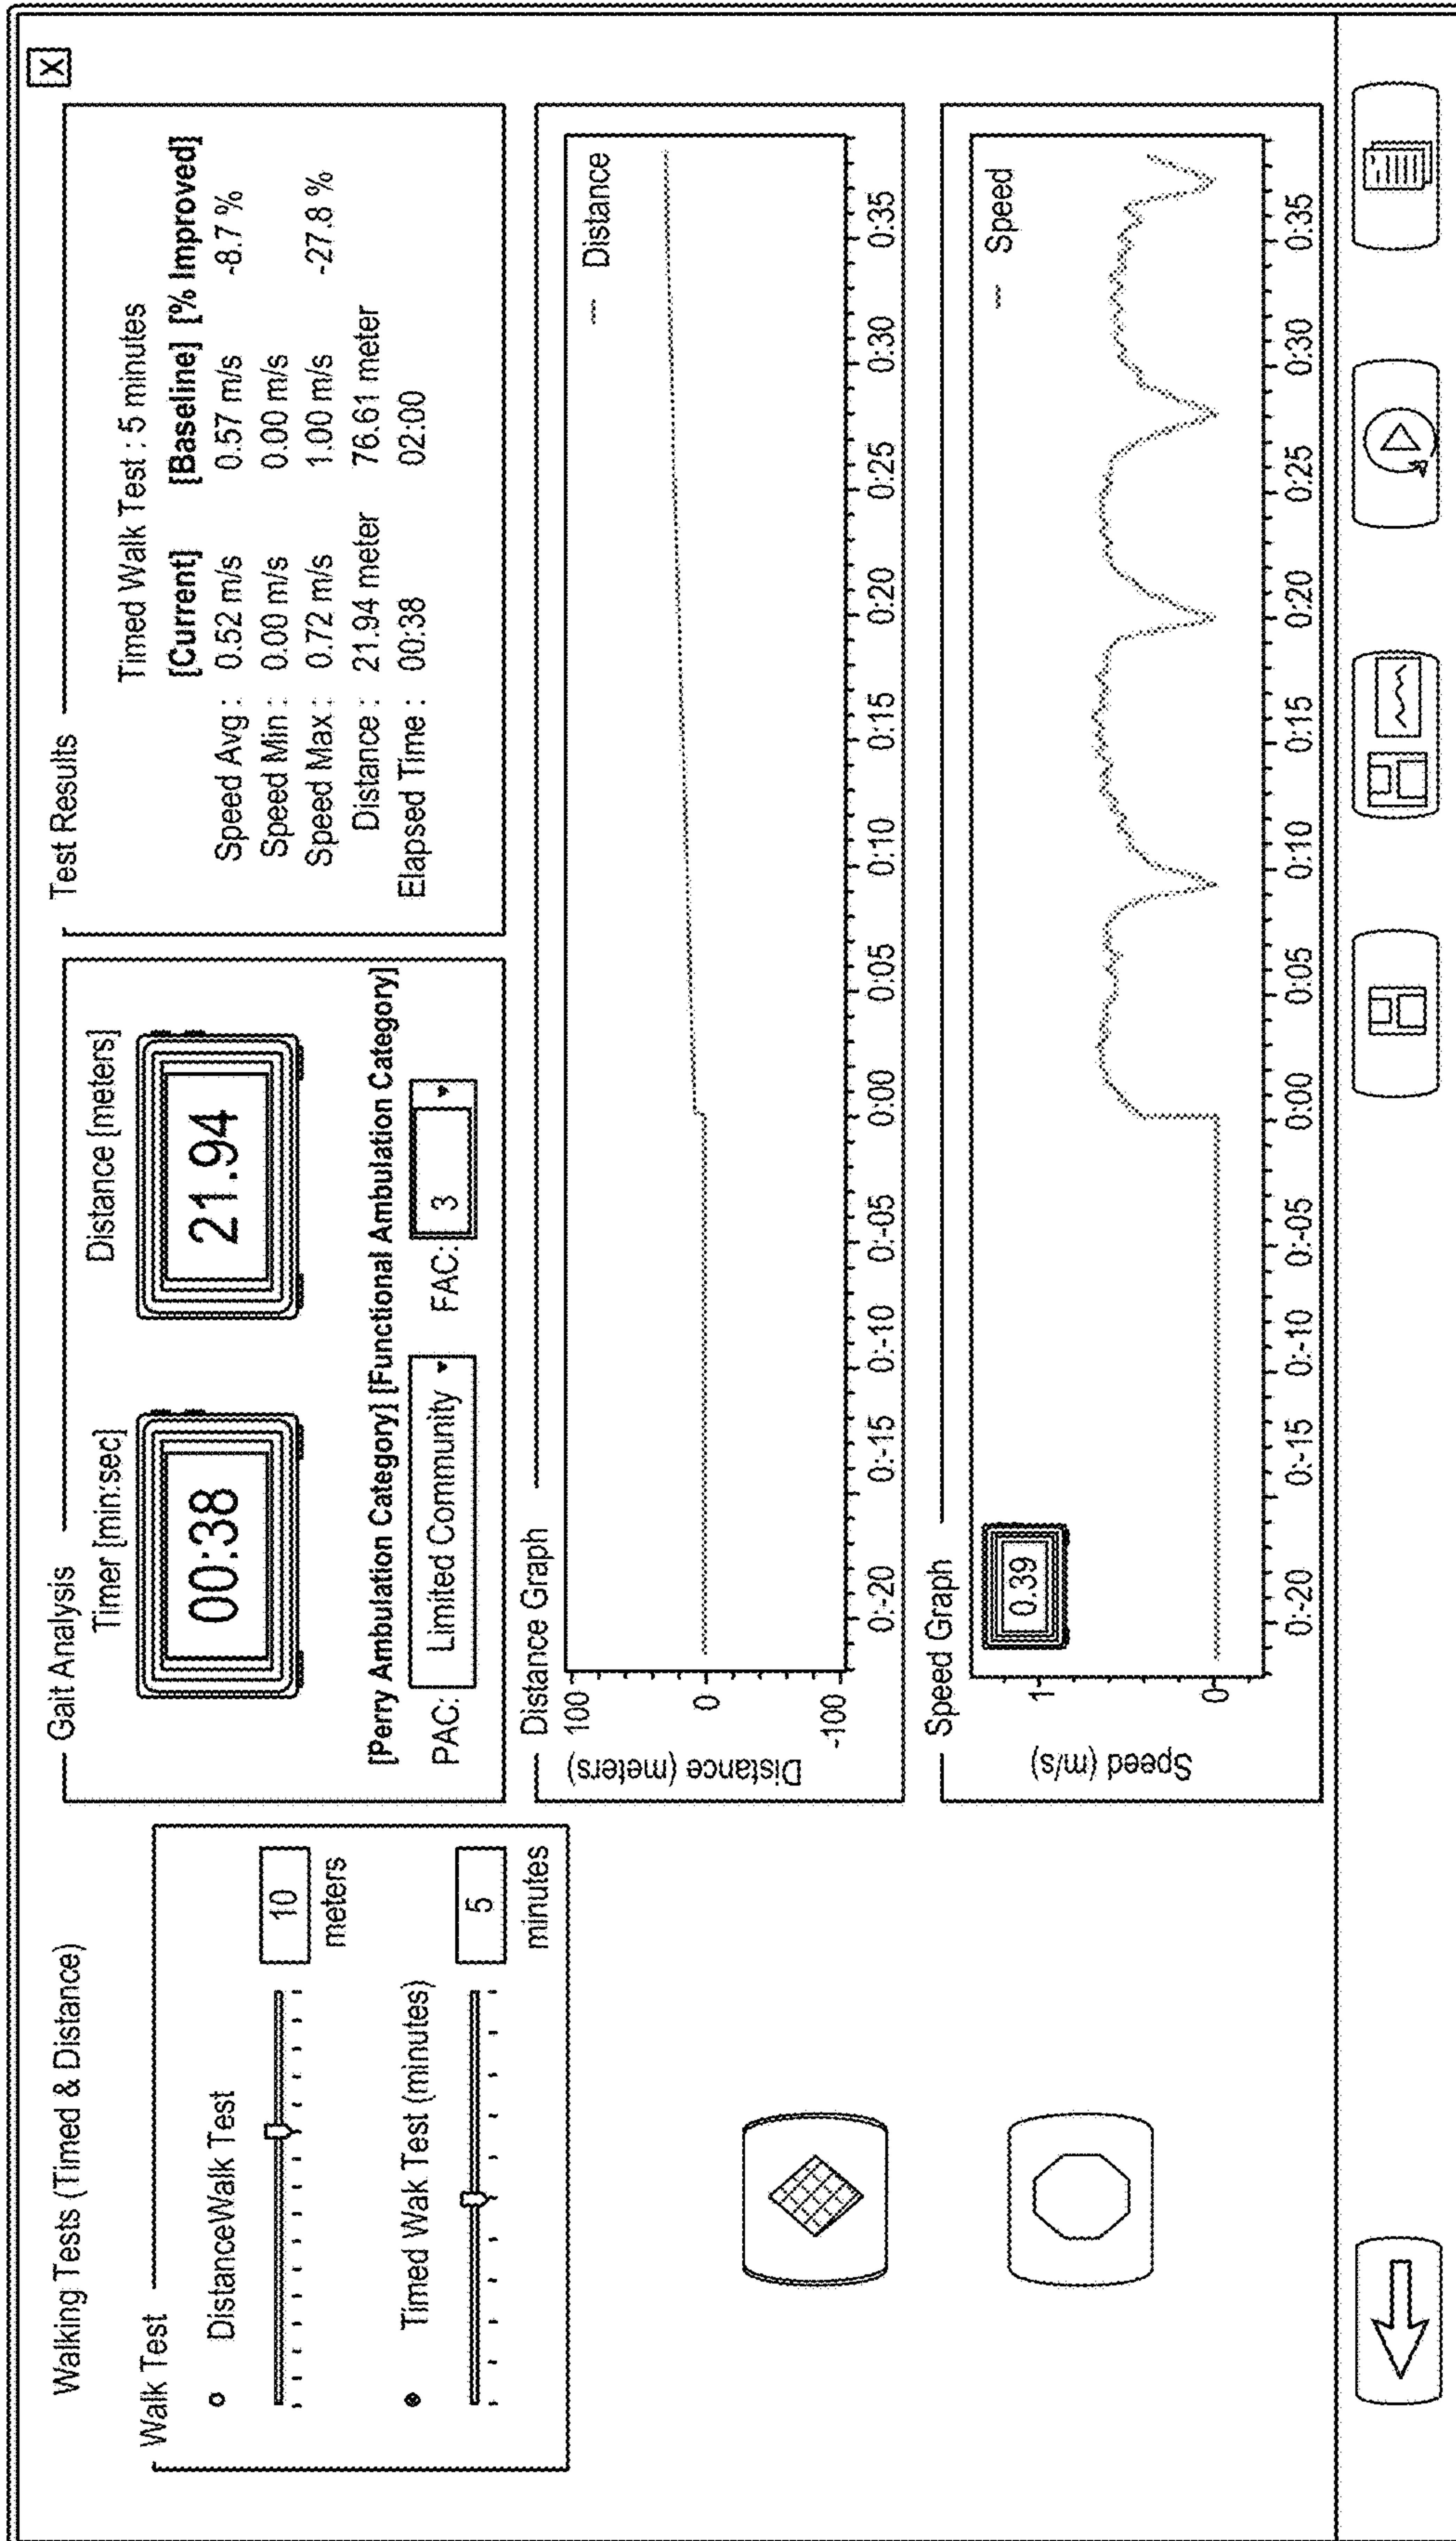 Walking Tests (Timed & Distance)
X
Walk Test
DistanceWalk Test
10
meters
Timed Wak Test (minutes)
5
minutes
Gait Analysis
Timer [min:sec]
Distance [meters]
00:38
21.94
[Perry Ambulation Category] [Functional Ambulation Category]
PAC: Limited Community
FAC: 3
Test Results
Timed Walk Test : 5 minutes
[Current] [Baseline] [% Improved]
Speed Avg : 0.52 m/s 0.57 m/s -8.7 %
Speed Min : 0.00 m/s 0.00 m/s
Speed Max : 0.72 m/s 1.00 m/s -27.8 %
Distance : 21.94 meter 76.61 meter
Elapsed Time : 00:38 02:00
Distance Graph
Distance (meters)
100
0
-100
Distance
0:-20 0:-15 0:-10 0:-05 0:00 0:05 0:10 0:15 0:20 0:25 0:30 0:35
Speed Graph
Speed (m/s)
1
0
0.39
Speed
0:-20 0:-15 0:-10 0:-05 0:00 0:05 0:10 0:15 0:20 0:25 0:30 0:35